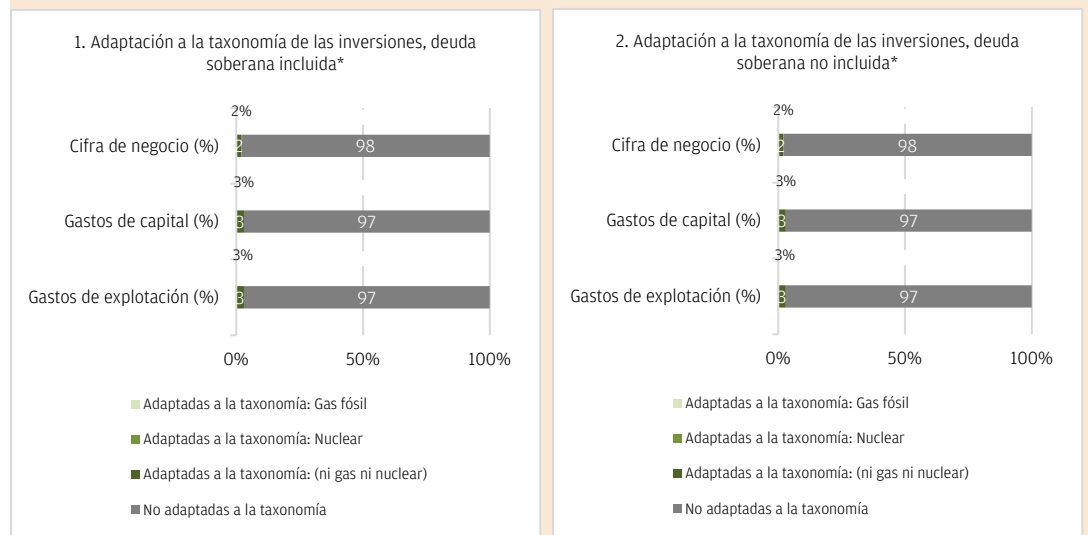 1. Adaptación a la taxonomía de las inversiones, deuda
soberana incluida*
2%
Cifra de negocio (%)
2
98
3%
Gastos de capital (%)
3
97
3%
Gastos de explotación (%)
3
97
0%
50%
100%
Adaptadas a la taxonomía: Gas fósil
Adaptadas a la taxonomía: Nuclear
Adaptadas a la taxonomía: (ni gas ni nuclear)
No adaptadas a la taxonomía
2. Adaptación a la taxonomía de las inversiones, deuda
soberana no incluida*
2%
Cifra de negocio (%)
2
98
3%
Gastos de capital (%)
3
97
3%
Gastos de explotación (%)
3
97
0%
50%
100%
Adaptadas a la taxonomía: Gas fósil
Adaptadas a la taxonomía: Nuclear
Adaptadas a la taxonomía: (ni gas ni nuclear)
No adaptadas a la taxonomía